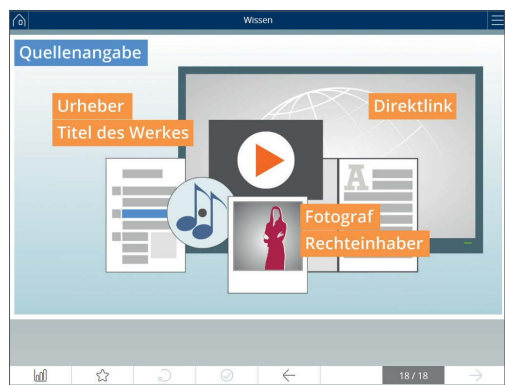 Wissen
Quellenangabe
Urheber
Titel des Werkes
Direktlink
A
Fotograf
Rechteinhaber
18 / 18